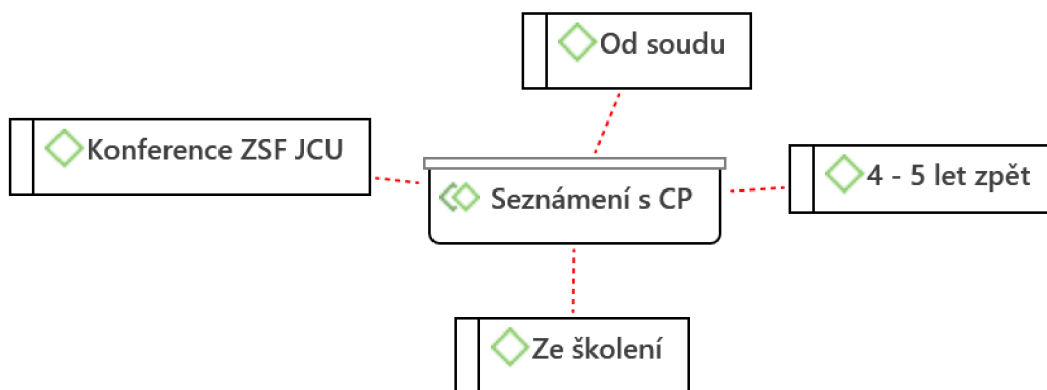 Od soudu
Konference ZSF JCU
4 - 5 let zpět
Seznámení s CP
Ze školení